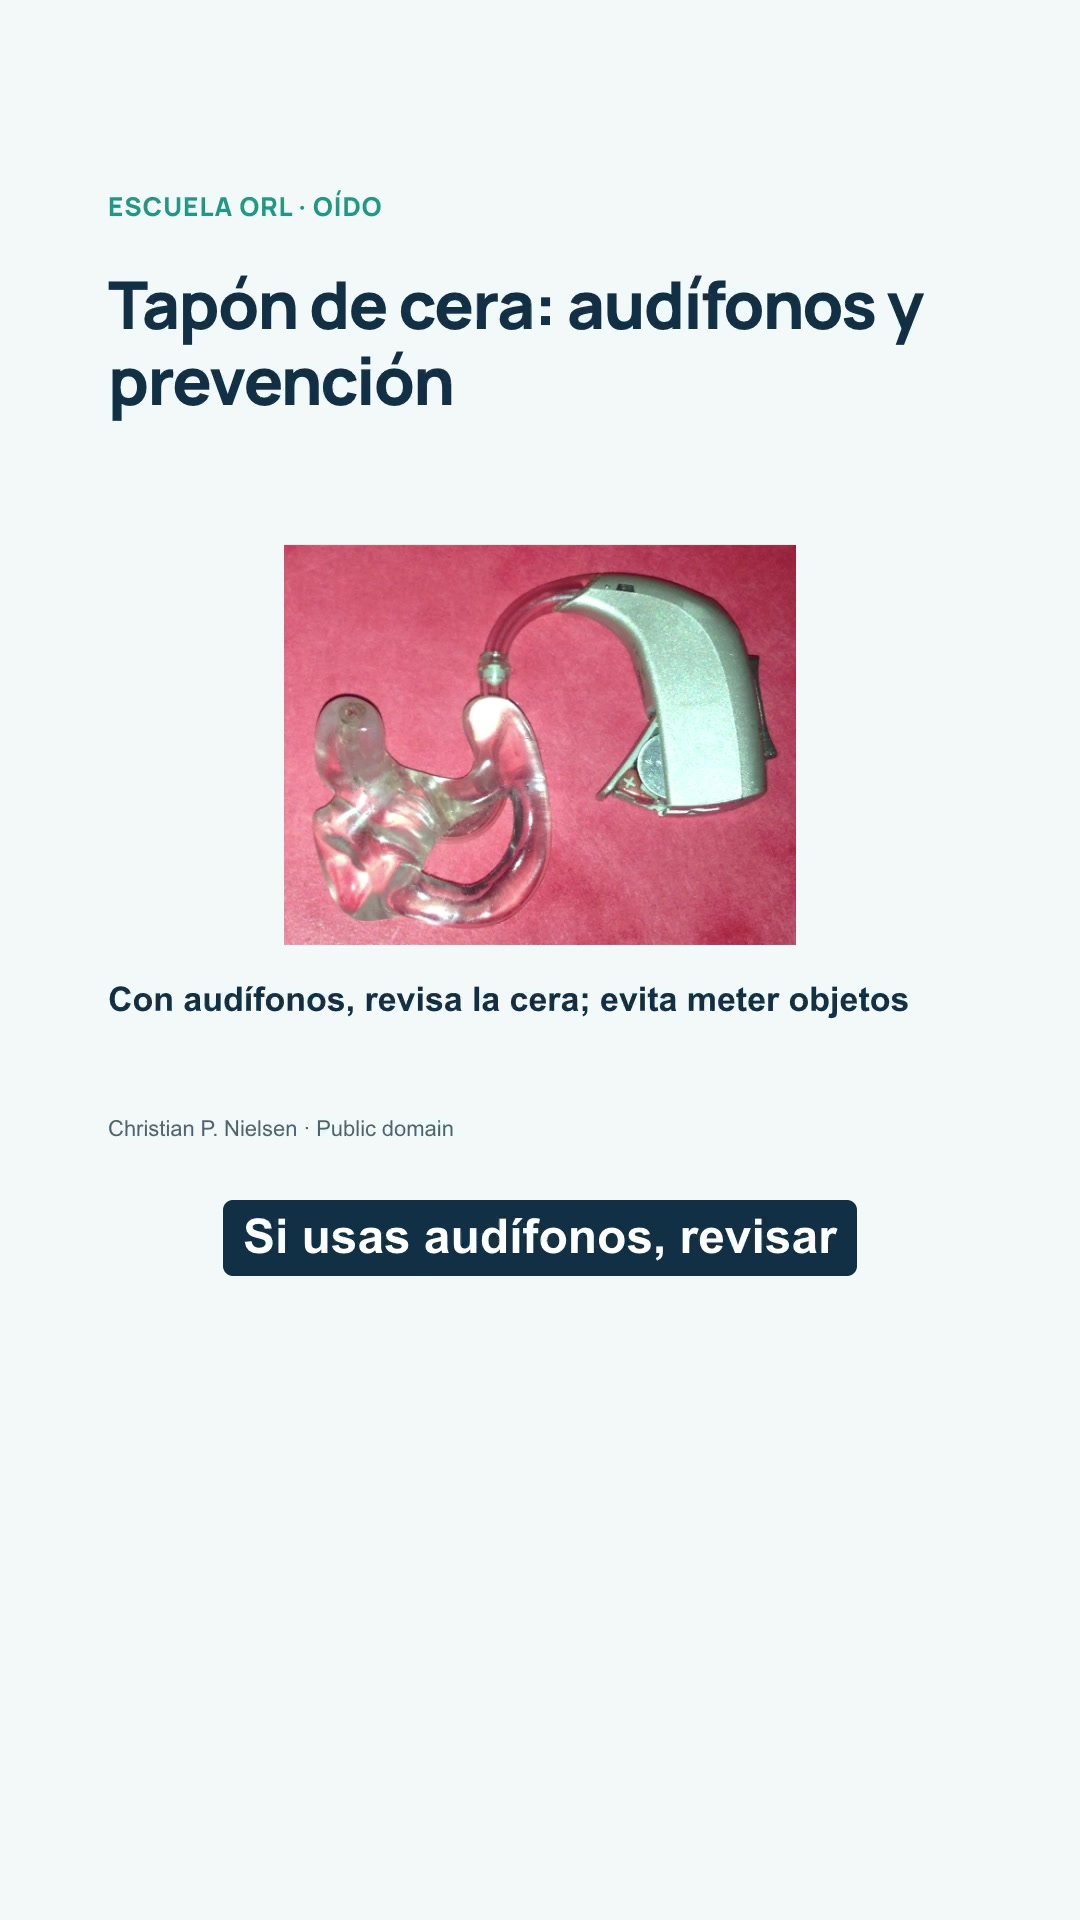 ESCUELA ORL · OÍDO
Tapón de cera: audífonos y
prevención
Con audífonos, revisa la cera; evita meter objetos
Christian P. Nielsen · Public domain
Si usas audífonos, revisar